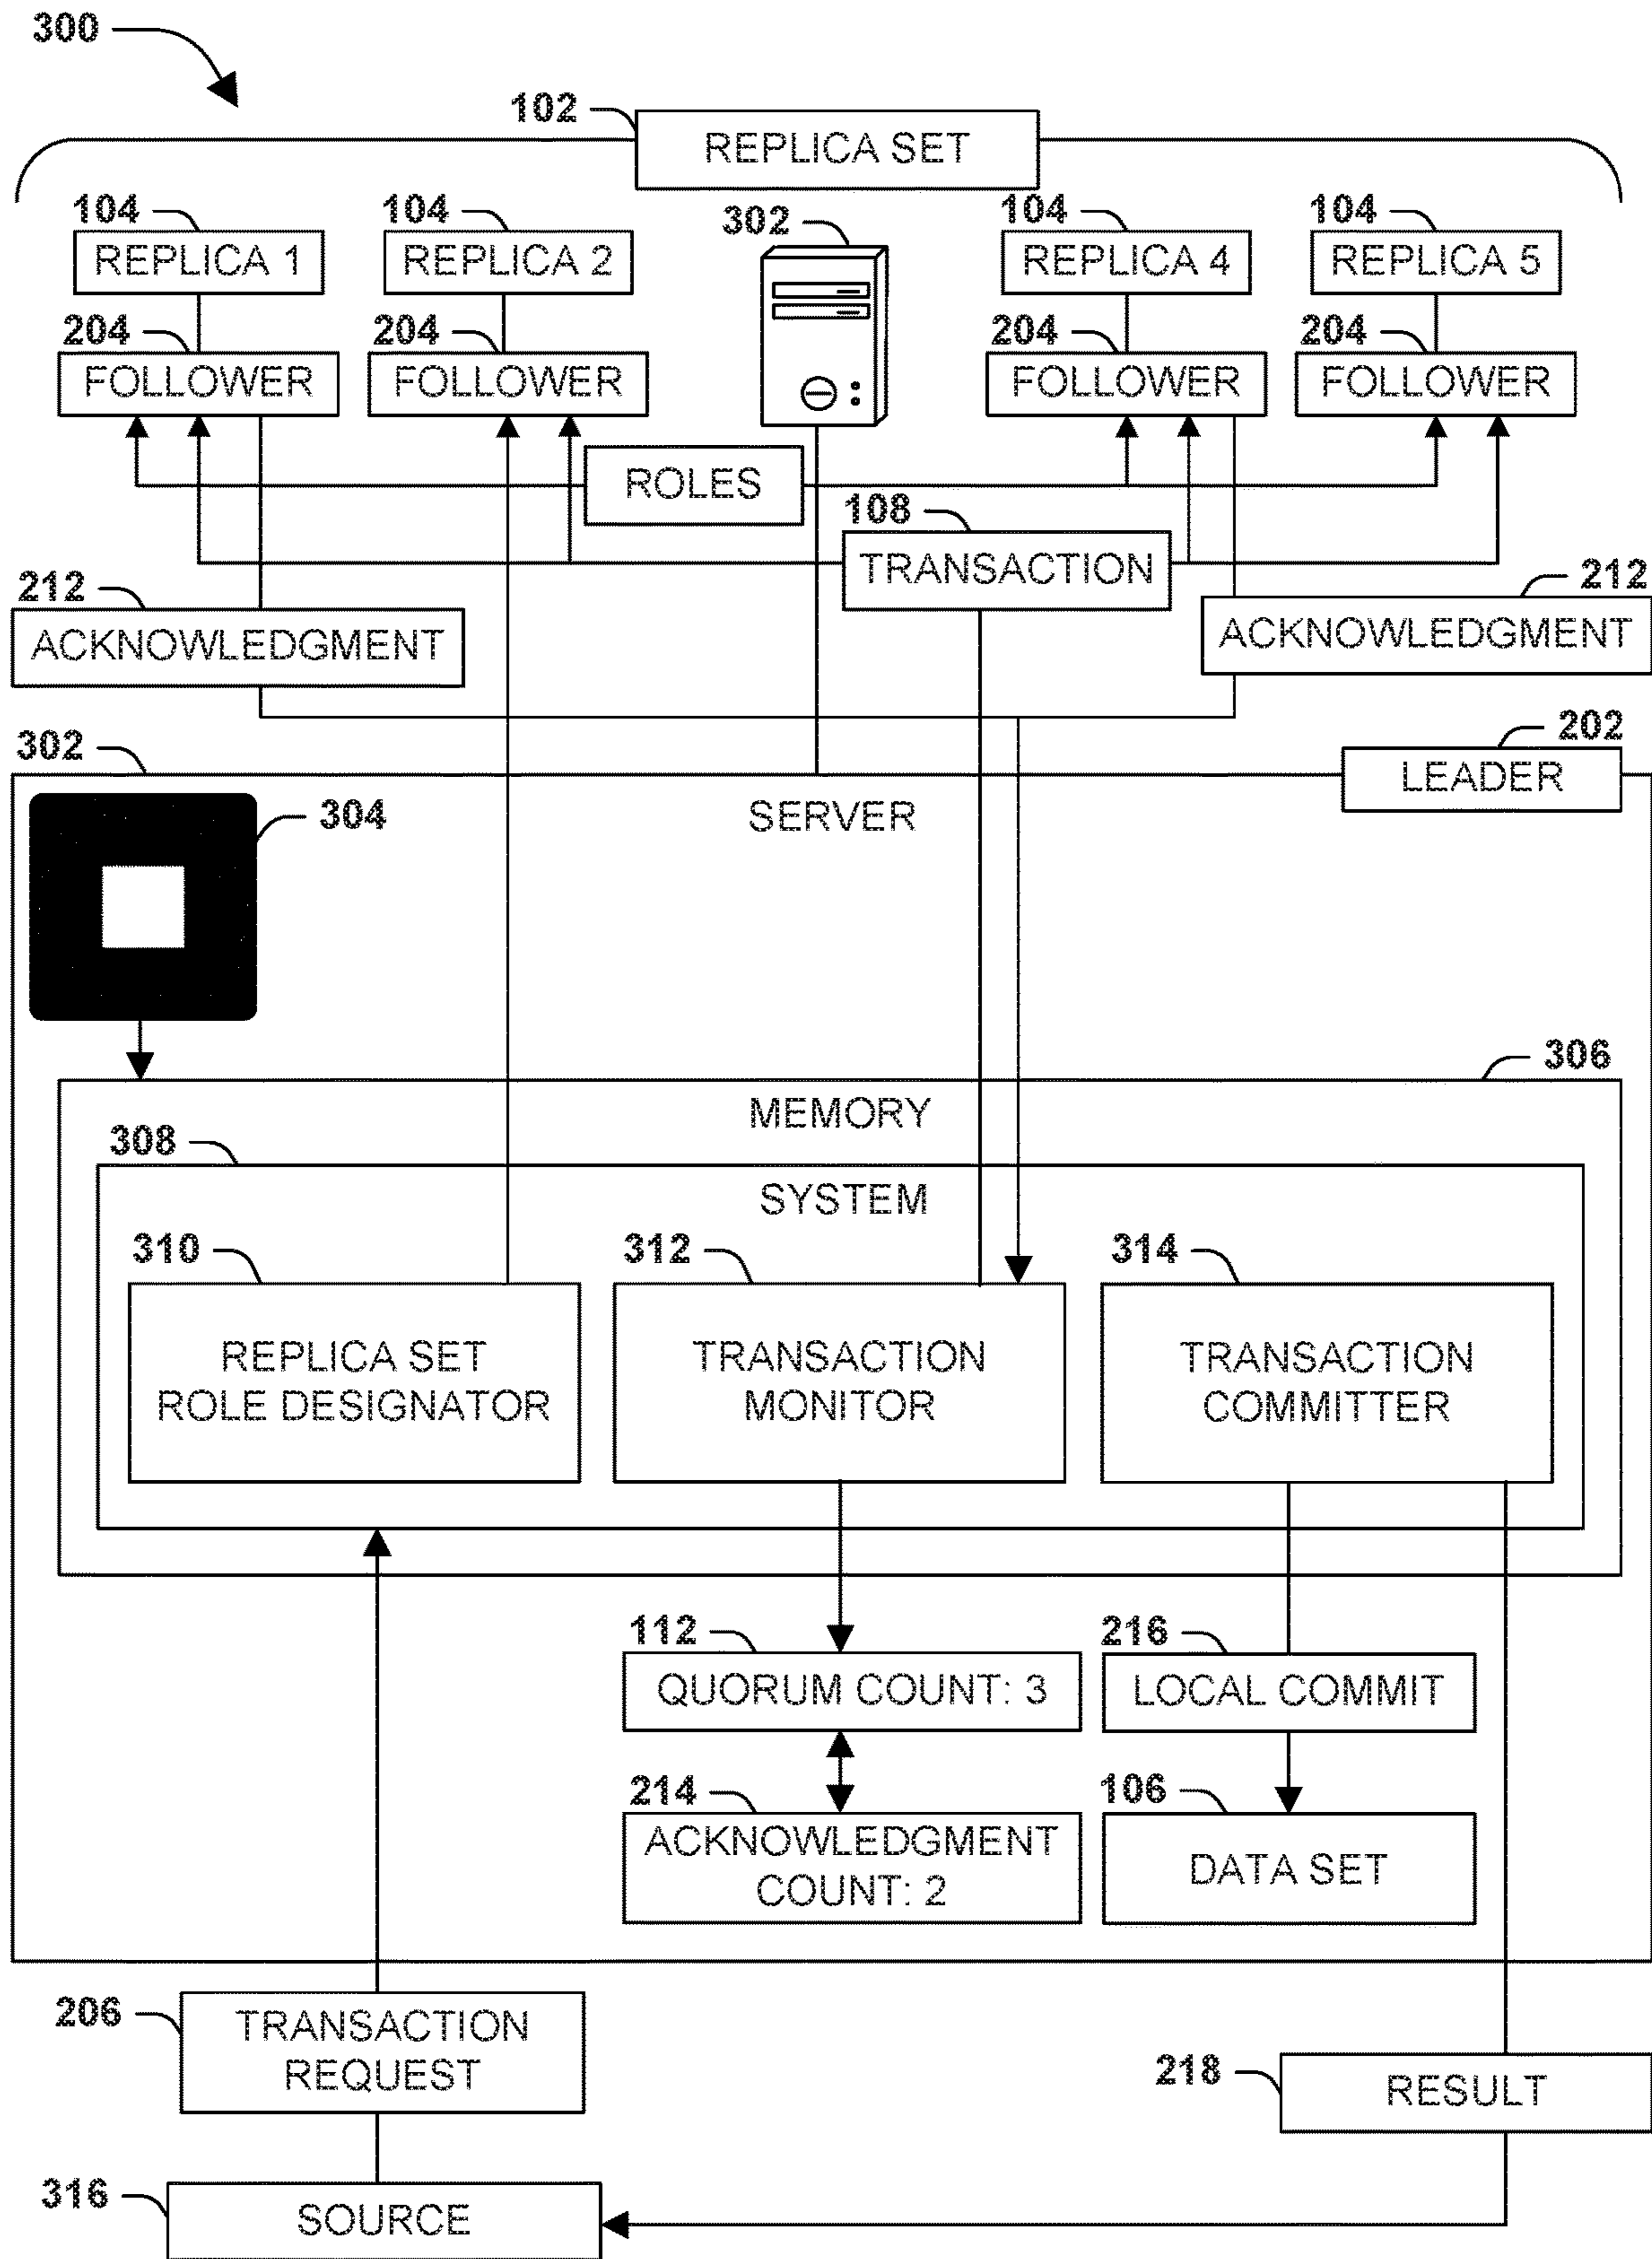 300
102
REPLICA SET
104
104
302
104
104
REPLICA 1
REPLICA 2
REPLICA 4
REPLICA 5
204
204
204
204
FOLLOWER
FOLLOWER
FOLLOWER
FOLLOWER
ROLES
108
TRANSACTION
212
212
ACKNOWLEDGMENT
ACKNOWLEDGMENT
302
202
LEADER
304
SERVER
306
MEMORY
308
SYSTEM
310
312
314
REPLICA SET
ROLE DESIGNATOR
TRANSACTION
MONITOR
TRANSACTION
COMMITTER
112
216
QUORUM COUNT: 3
LOCAL COMMIT
214
106
ACKNOWLEDGMENT
COUNT: 2
DATA SET
206
TRANSACTION
REQUEST
218
RESULT
316
SOURCE